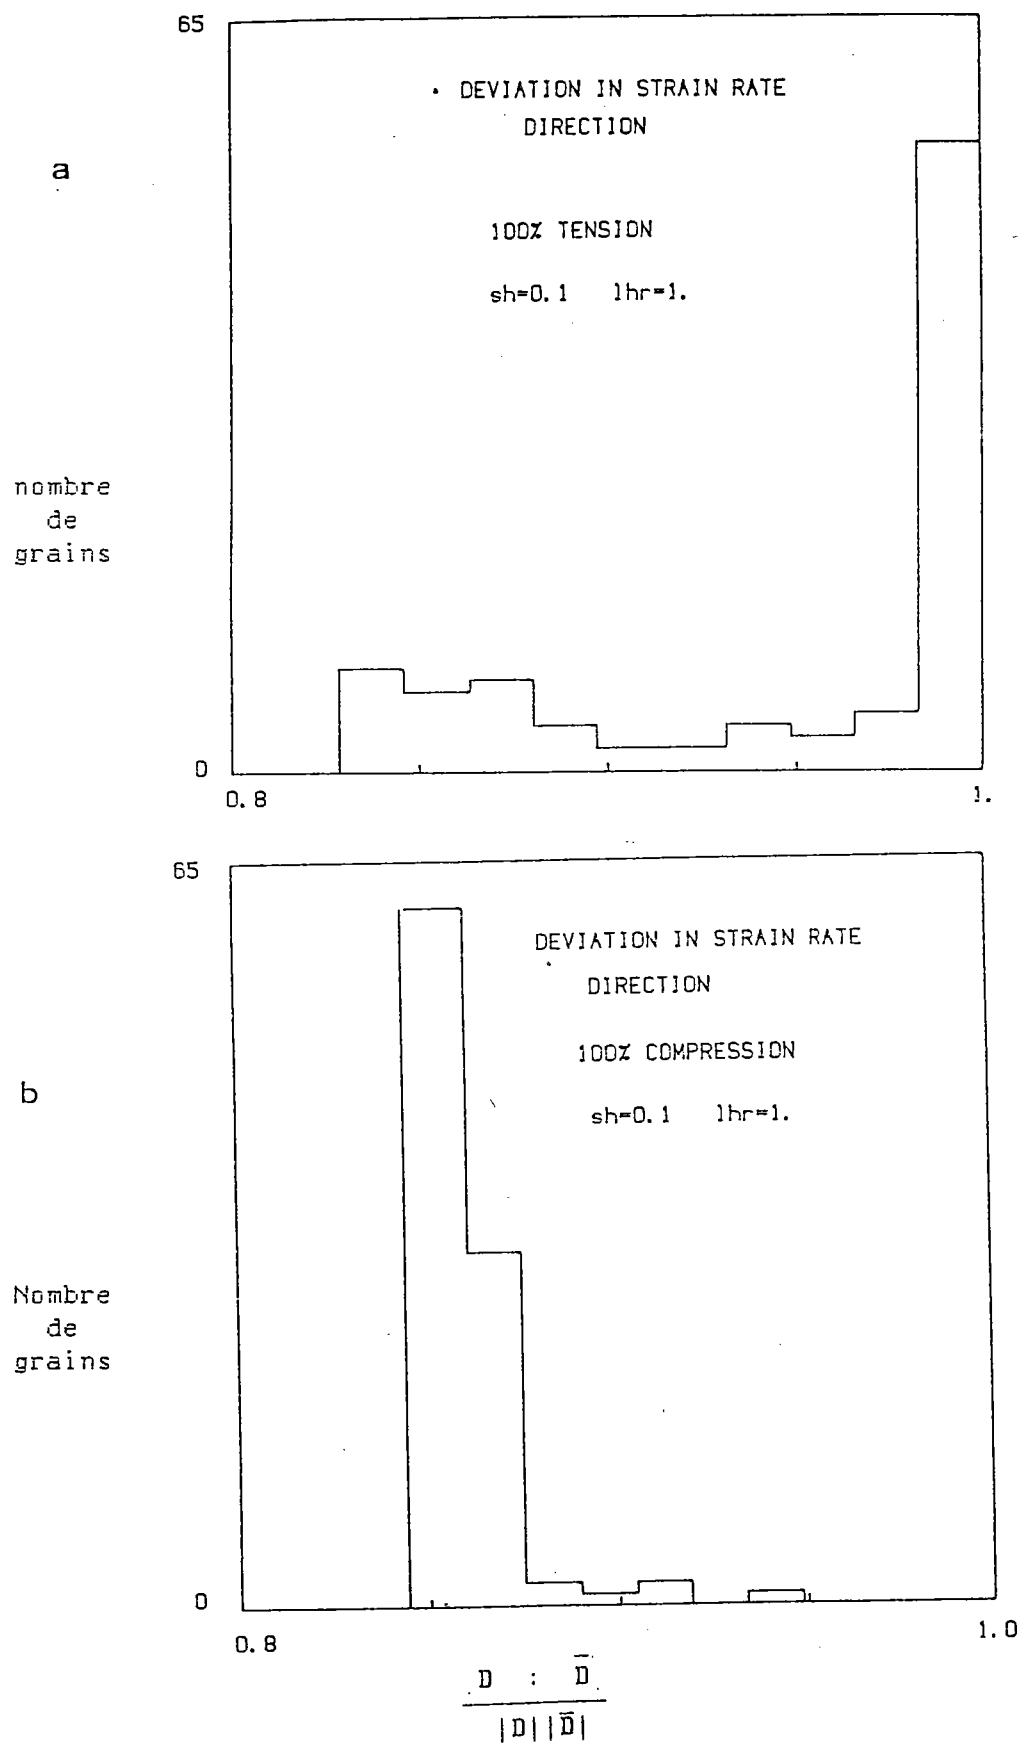 65
DEVIATION IN STRAIN RATE
DIRECTION
a
100% TENSION
sh=0.1 lhr=1.
nombre
de
grains
0
0.8 1.
65
DEVIATION IN STRAIN RATE
DIRECTION
100% COMPRESSION
b
sh=0.1 lhr=1.
Nombre
de
grains
0
0.8 1.0
D : D̅
|D||D̅|